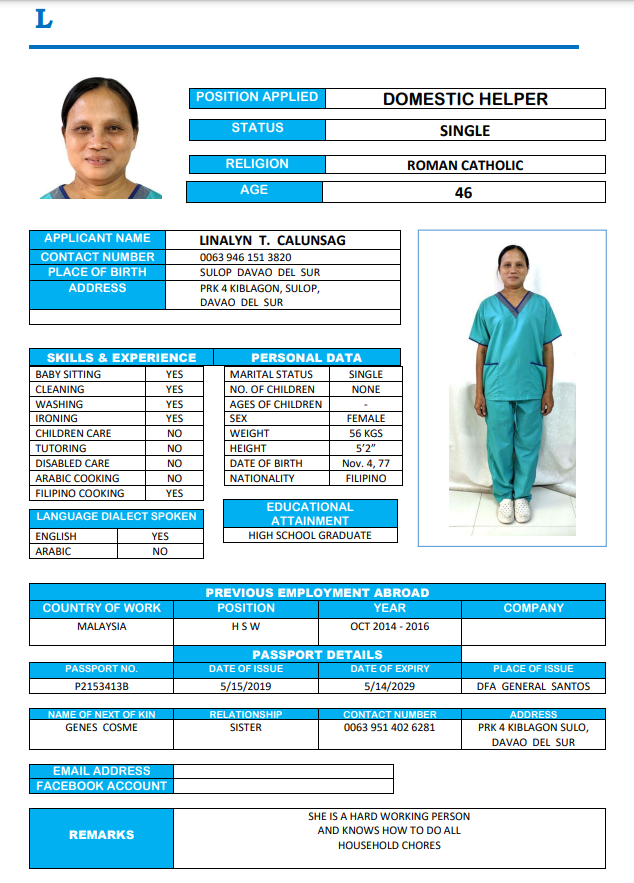 L
POSITION APPLIED DOMESTIC HELPER
STATUS SINGLE
RELIGION ROMAN CATHOLIC
AGE 46
APPLICANT NAME LINALYN T. CALUNSAG
CONTACT NUMBER 0063 946 151 3820
PLACE OF BIRTH SULOP DAVAO DEL SUR
ADDRESS PRK 4 KIBLAGON, SULOP,
DAVAO DEL SUR
SKILLS & EXPERIENCE PERSONAL DATA
BABY SITTING YES MARITAL STATUS SINGLE
CLEANING YES NO. OF CHILDREN NONE
WASHING YES AGES OF CHILDREN -
IRONING YES SEX FEMALE
CHILDREN CARE NO WEIGHT 56 KGS
TUTORING NO HEIGHT 5’2”
DISABLED CARE NO DATE OF BIRTH Nov. 4, 77
ARABIC COOKING NO NATIONALITY FILIPINO
FILIPINO COOKING YES
EDUCATIONAL
ATTAINMENT
HIGH SCHOOL GRADUATE
LANGUAGE DIALECT SPOKEN
ENGLISH YES
ARABIC NO
PREVIOUS EMPLOYMENT ABROAD
COUNTRY OF WORK POSITION YEAR COMPANY
MALAYSIA H S W OCT 2014 - 2016
PASSPORT DETAILS
PASSPORT NO. DATE OF ISSUE DATE OF EXPIRY PLACE OF ISSUE
P2153413B 5/15/2019 5/14/2029 DFA GENERAL SANTOS
NAME OF NEXT OF KIN RELATIONSHIP CONTACT NUMBER ADDRESS
GENES COSME SISTER 0063 951 402 6281 PRK 4 KIBLAGON SULO,
DAVAO DEL SUR
EMAIL ADDRESS
FACEBOOK ACCOUNT
REMARKS
SHE IS A HARD WORKING PERSON
AND KNOWS HOW TO DO ALL
HOUSEHOLD CHORES